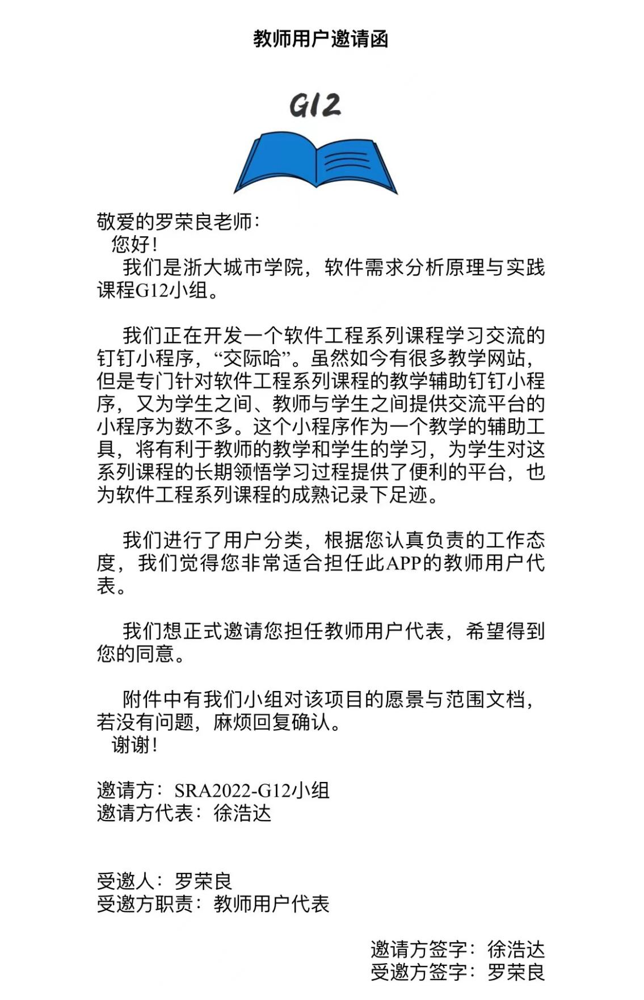 教师用户邀请函
G12
敬爱的罗荣良老师：
您好！
我们是浙大城市学院，软件需求分析原理与实践
课程G12小组。
我们正在开发一个软件工程系列课程学习交流的
钉钉小程序，“交际哈”。虽然如今有很多教学网站，
但是专门针对软件工程系列课程的教学辅助钉钉小程
序，又为学生之间、教师与学生之间提供交流平台的
小程序为数不多。这个小程序作为一个教学的辅助工
具，将有利于教师的教学和学生的学习，为学生对这
系列课程的长期领悟学习过程提供了便利的平台，也
为软件工程系列课程的成熟记录下足迹。
我们进行了用户分类，根据您认真负责的工作态
度，我们觉得您非常适合担任此APP的教师用户代
表。
我们想正式邀请您担任教师用户代表，希望得到
您的同意。
附件中有我们小组对该项目的愿景与范围文档，
若没有问题，麻烦回复确认。
谢谢！
邀请方：SRA2022-G12小组
邀请方代表：徐浩达
受邀人：罗荣良
受邀方职责：教师用户代表
邀请方签字：徐浩达
受邀方签字：罗荣良